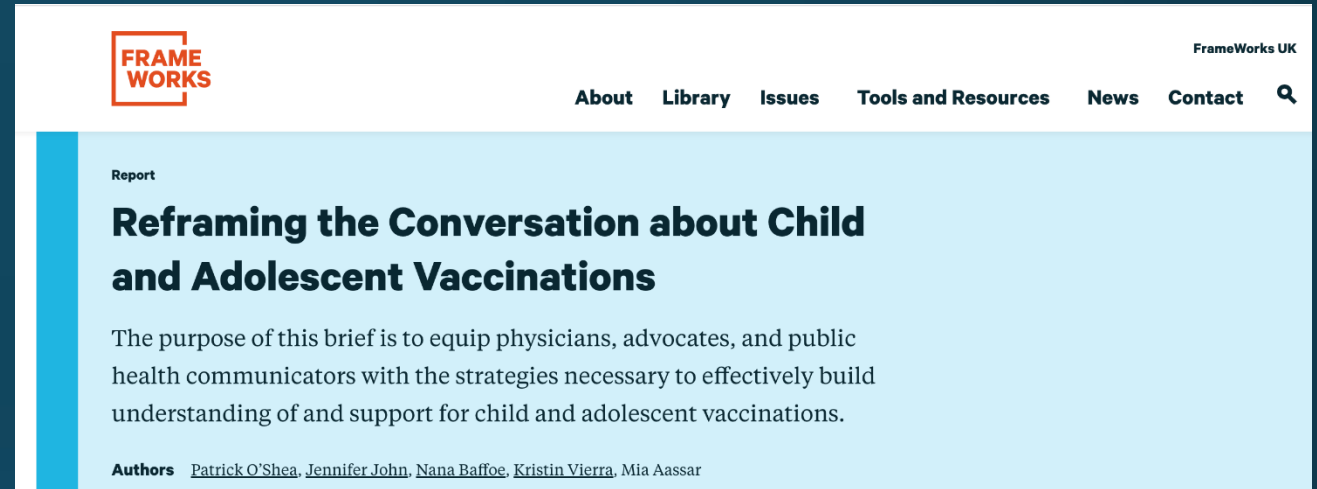 FRAME
WORKS
FrameWorks UK
About Library Issues Tools and Resources News Contact
Report
Reframing the Conversation about Child
and Adolescent Vaccinations
The purpose of this brief is to equip physicians, advocates, and public
health communicators with the strategies necessary to effectively build
understanding of and support for child and adolescent vaccinations.
Authors Patrick O'Shea, Jennifer John, Nana Baffoe, Kristin Vierra, Mia Aassar